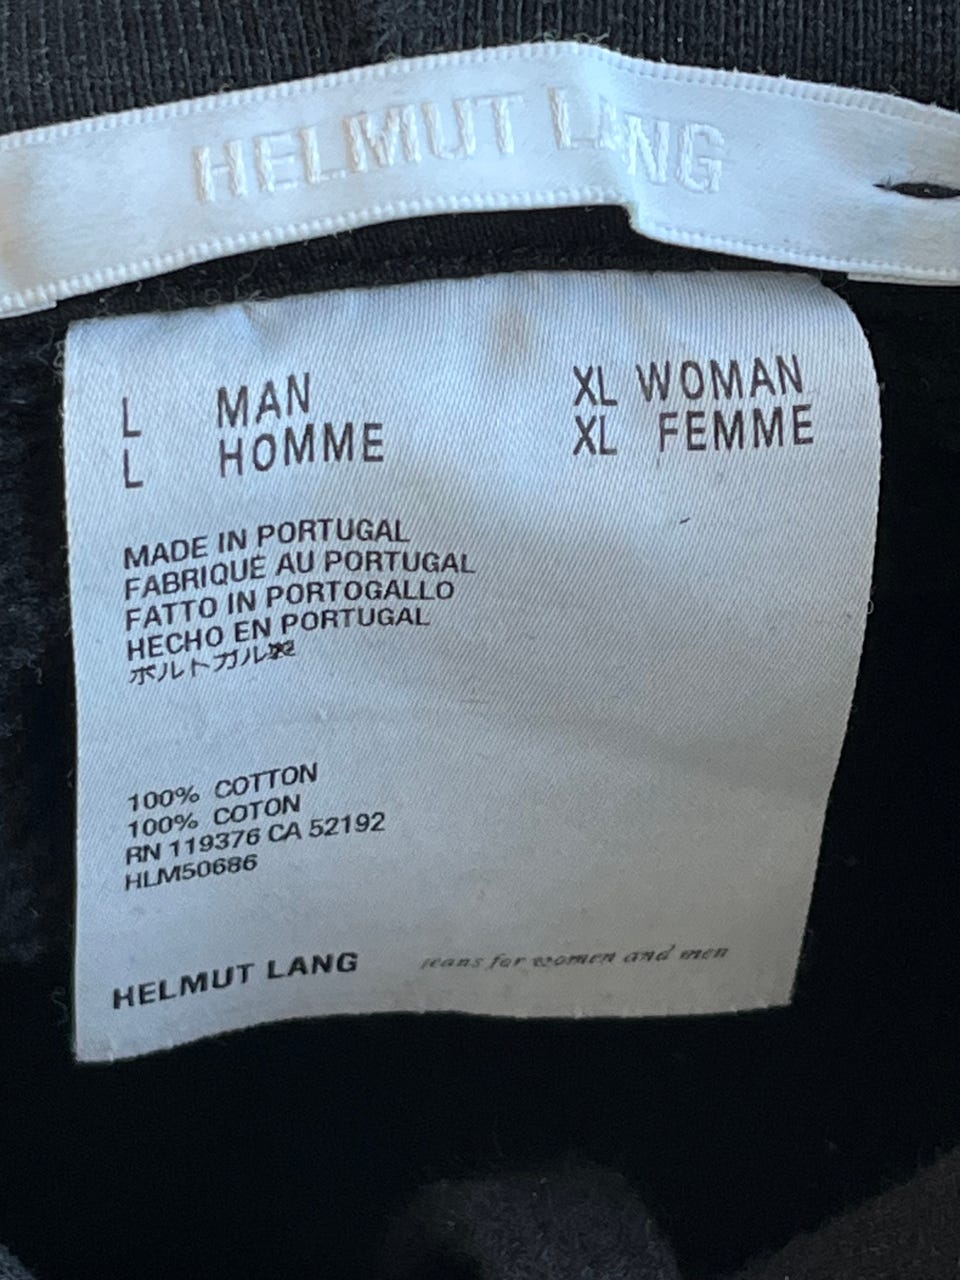 HELMUT LANG
L MAN XL WOMAN
L HOMME XL FEMME
MADE IN PORTUGAL
FABRIQUÉ AU PORTUGAL
FATTO IN PORTOGALLO
HECHO EN PORTUGAL
ポルトガル製
100% COTTON
100% COTON
RN 119376 CA 52192
HLM50686
HELMUT LANG jeans for women and men